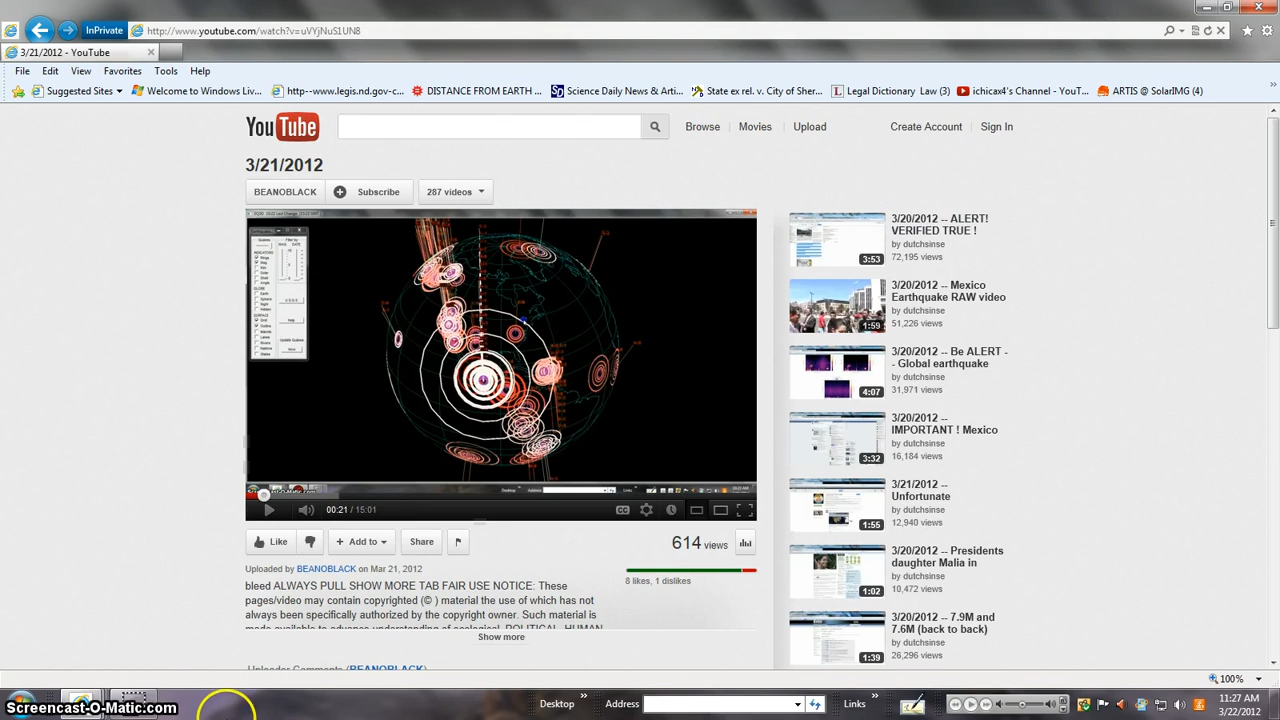 InPrivate
http://www.youtube.com/watch?v=uVYjNuS1UN8
3/21/2012 - YouTube
File Edit View Favorites Tools Help
Suggested Sites
Welcome to Windows Liv...
http--www.legis.nd.gov-c...
DISTANCE FROM EARTH ...
Science Daily News & Arti...
State ex rel. v. City of Sher...
Legal Dictionary Law (3)
ichicax4's Channel - YouT...
ARTIS @ SolarIMG (4)
YouTube
Browse Movies Upload Create Account Sign In
3/21/2012
BEANOBLACK Subscribe 287 videos
00:21 / 15:01
Like Add to Share
614 views
Uploaded by BEANOBLACK on Mar 21, 2012
8 likes, 1 dislikes
bleed ALWAYS PULL SHOW MORE TAB FAIR USE NOTICE: These
pages/video may contain copyrighted (© ) material the use of which has
not always been specifically authorized by the copyright owner. Such material is
Show more
Uploader Comments (BEANOBLACK)
3/20/2012 -- ALERT!
VERIFIED TRUE !
by dutchsinse
72,195 views
3:53
3/20/2012 -- Mexico
Earthquake RAW video
by dutchsinse
51,226 views
1:59
3/20/2012 -- Be ALERT -
- Global earthquake
by dutchsinse
31,971 views
4:07
3/20/2012 --
IMPORTANT ! Mexico
by dutchsinse
16,184 views
3:32
3/21/2012 --
Unfortunate
by dutchsinse
12,940 views
1:55
3/20/2012 -- Presidents
daughter Malia in
by dutchsinse
10,472 views
1:02
3/20/2012 -- 7.9M and
7.6M (back to back)
by dutchsinse
26,296 views
1:39
100%
Screencast-O-Matic.com
Desktop Address Links
11:27 AM
3/22/2012